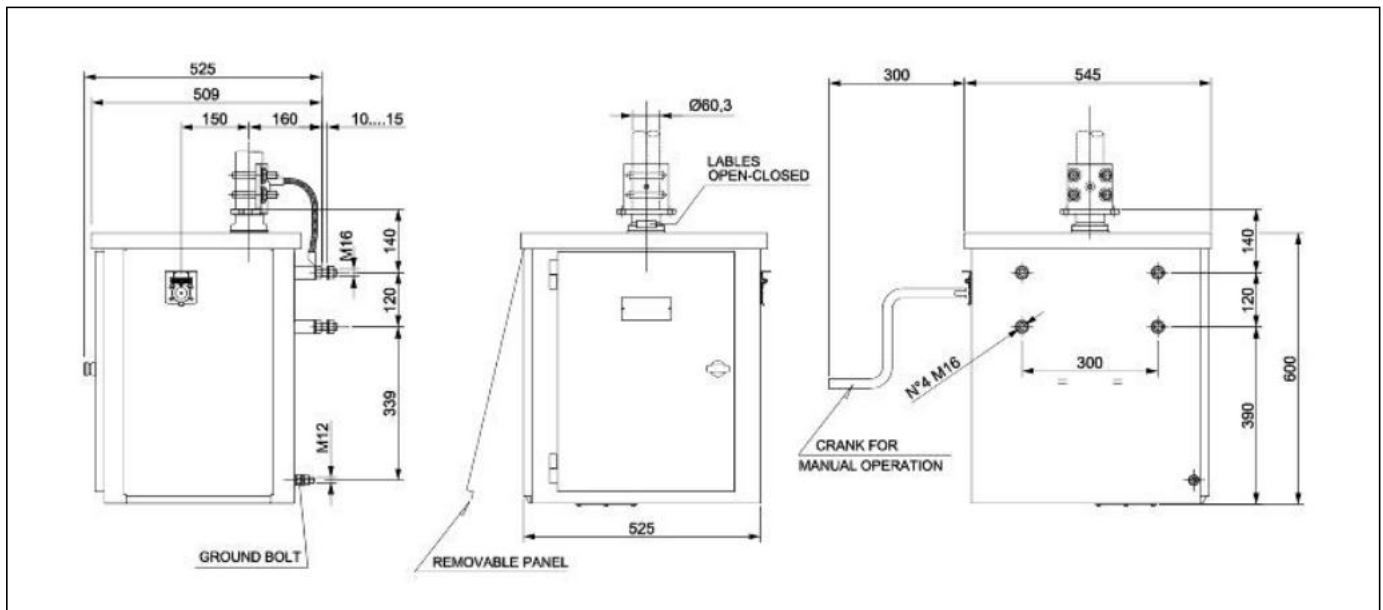 525
509
150
160
10....15
M16
140
120
339
M12
GROUND BOLT
Ø60,3
LABLES
OPEN-CLOSED
525
REMOVABLE PANEL
300
545
140
120
390
600
N°4 M16
300
CRANK FOR
MANUAL OPERATION